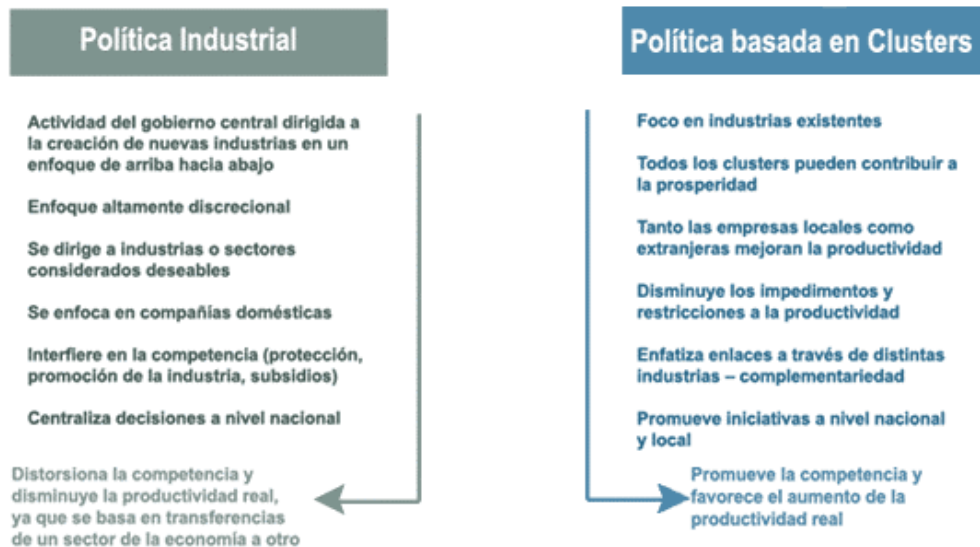 Política Industrial
Actividad del gobierno central dirigida a
la creación de nuevas industrias en un
enfoque de arriba hacia abajo
Enfoque altamente discrecional
Se dirige a industrias o sectores
considerados deseables
Se enfoca en compañías domésticas
Interfiere en la competencia (protección,
promoción de la industria, subsidios)
Centraliza decisiones a nivel nacional
Distorsiona la competencia y
disminuye la productividad real,
ya que se basa en transferencias
de un sector de la economía a otro
Política basada en Clusters
Foco en industrias existentes
Todos los clusters pueden contribuir a
la prosperidad
Tanto las empresas locales como
extranjeras mejoran la productividad
Disminuye los impedimentos y
restricciones a la productividad
Enfatiza enlaces a través de distintas
industrias – complementariedad
Promueve iniciativas a nivel nacional
y local
Promueve la competencia y
favorece el aumento de la
productividad real